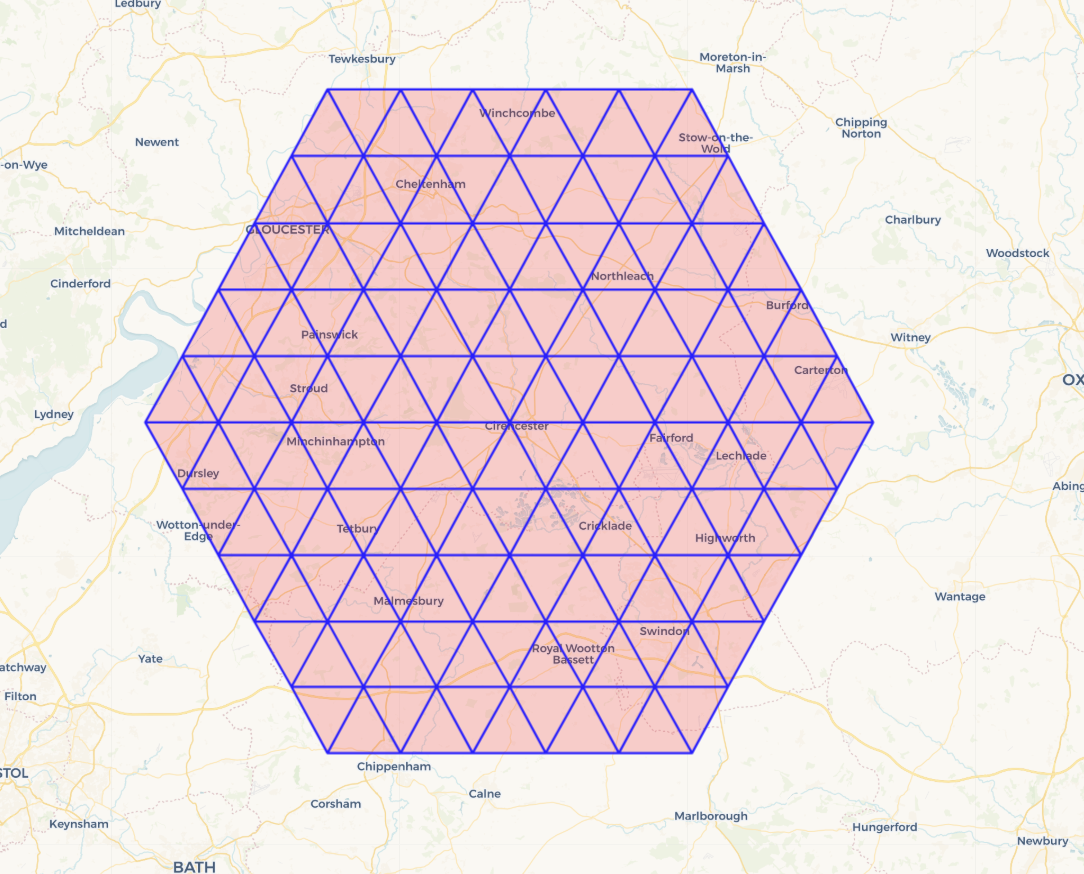 Ledbury
Tewkesbury
Moreton-in-
Marsh
Winchcombe
Chipping
Norton
Stow-on-the-
Wold
Newent
-on-Wye
Cheltenham
Charlbury
GLOUCESTER
Mitcheldean
Woodstock
Northleach
Cinderford
Burford
d
Painswick
Witney
Carterton
OX
Stroud
Lydney
Cirencester
Fairford
Minchinhampton
Lechlade
Dursley
Abing
Wotton-under-
Edge
Tetbury
Cricklade
Highworth
Wantage
Malmesbury
Swindon
Royal Wootton
Bassett
Yate
atchway
Filton
Chippenham
STOL
Calne
Corsham
Marlborough
Keynsham
Hungerford
Newbury
BATH